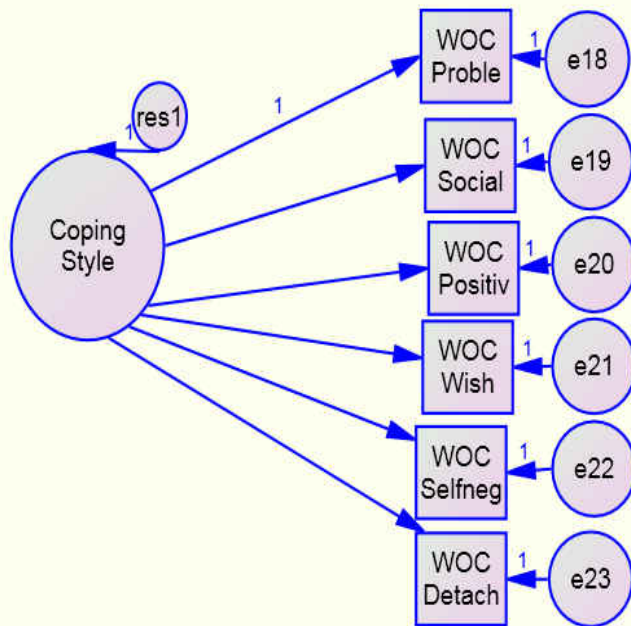 WOC
Proble
1
e18
res1
1
1
WOC
Social
1
e19
Coping
Style
WOC
Positiv
1
e20
WOC
Wish
1
e21
WOC
Selfneg
1
e22
WOC
Detach
1
e23